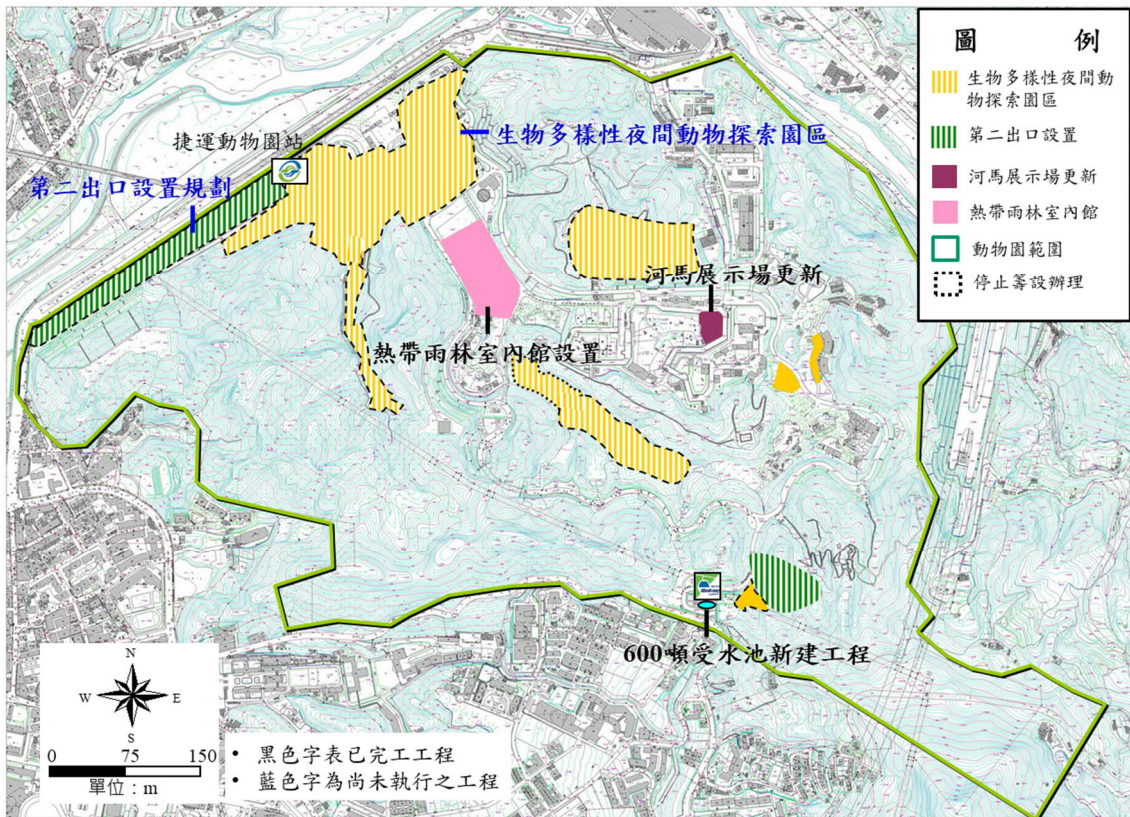 圖 例
生物多樣性夜間動
物探索園區
第二出口設置
河馬展示場更新
熱帶雨林室內館
動物園範圍
停止籌設辦理
生物多樣性夜間動物探索園區
捷運動物園站
第二出口設置規劃
河馬展示場更新
熱帶雨林室內館設置
600噸受水池新建工程
N
W E
S
0 75 150
單位：m
• 黑色字表已完工工程
• 藍色字為尚未執行之工程